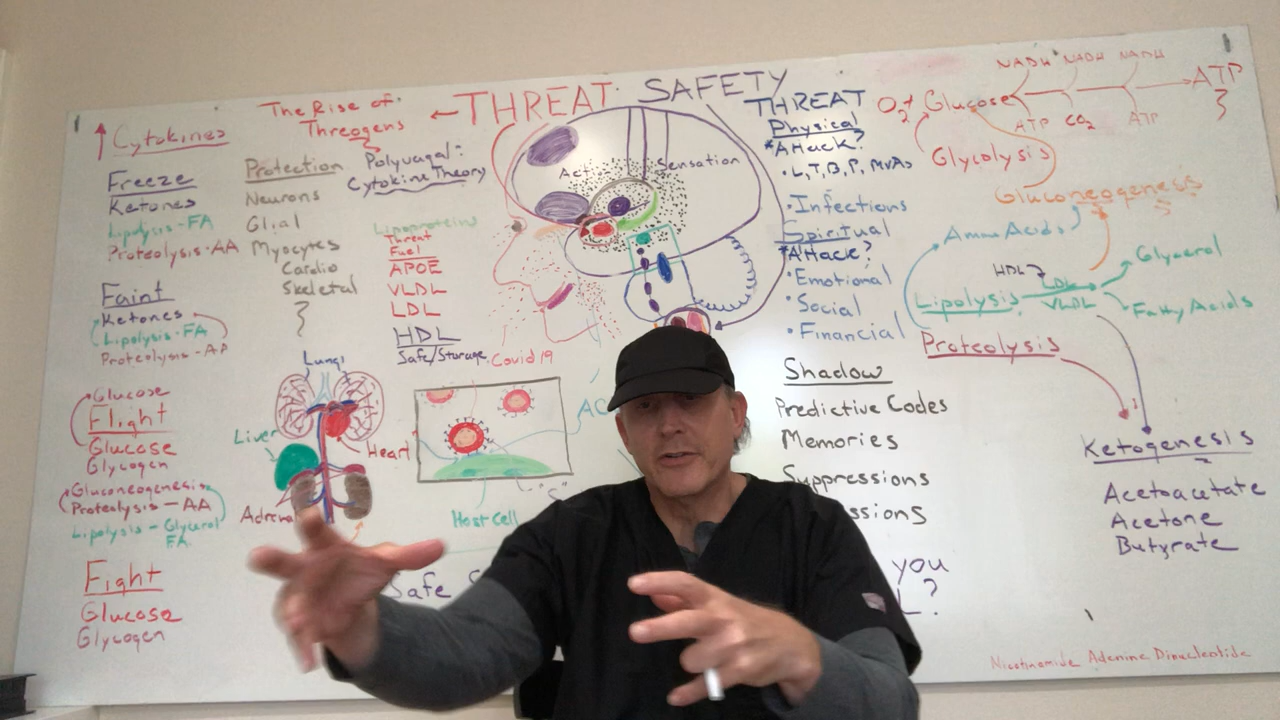 THREAT SAFETY
↑ Cytokines
Freeze
Ketones
Lipolysis-FA
Proteolysis-AA
Faint
Ketones
Lipolysis-FA
Proteolysis-AA
Glucose
Flight
Glucose
Glycogen
Gluconeogenesis
Proteolysis-AA
Lipolysis-Glycerol
FA
Fight
Glucose
Glycogen
The Rise of
Threogens
Protection
Neurons
Glial
Myocytes
Cardio
Skeletal
Polyvagal:
Cytokine Theory
Lipoproteins
Threat
Fuel
APOE
VLDL
LDL
HDL
Safe/Storage
Covid 19
Sensation
Lungs
Liver
Heart
Host Cell
"S"
Safe
THREAT
Physical
*Attack?
• L,T,B,P, MVAs
• Infections
Spiritual
*Attack?
• Emotional
• Social
• Financial
Shadow
Predictive Codes
Memories
Suppressions
you
O₂+ Glucose
NADH NADH NADH
ATP
ATP CO₂ ATP
Glycolysis
Gluconeogenesis
Amino Acids
HDL
LDL
VLDL
Glycerol
Lipolysis
Fatty Acids
Proteolysis
Ketogenesis
Acetoacetate
Acetone
Butyrate
Nicotinamide Adenine Dinucleotide